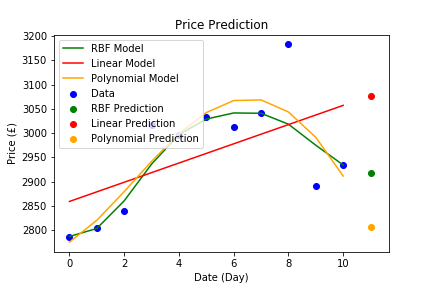 Price Prediction
3200
3150
3100
3050
3000
2950
2900
2850
2800
Price (£)
RBF Model
Linear Model
Polynomial Model
Data
RBF Prediction
Linear Prediction
Polynomial Prediction
0
2
4
6
8
10
Date (Day)